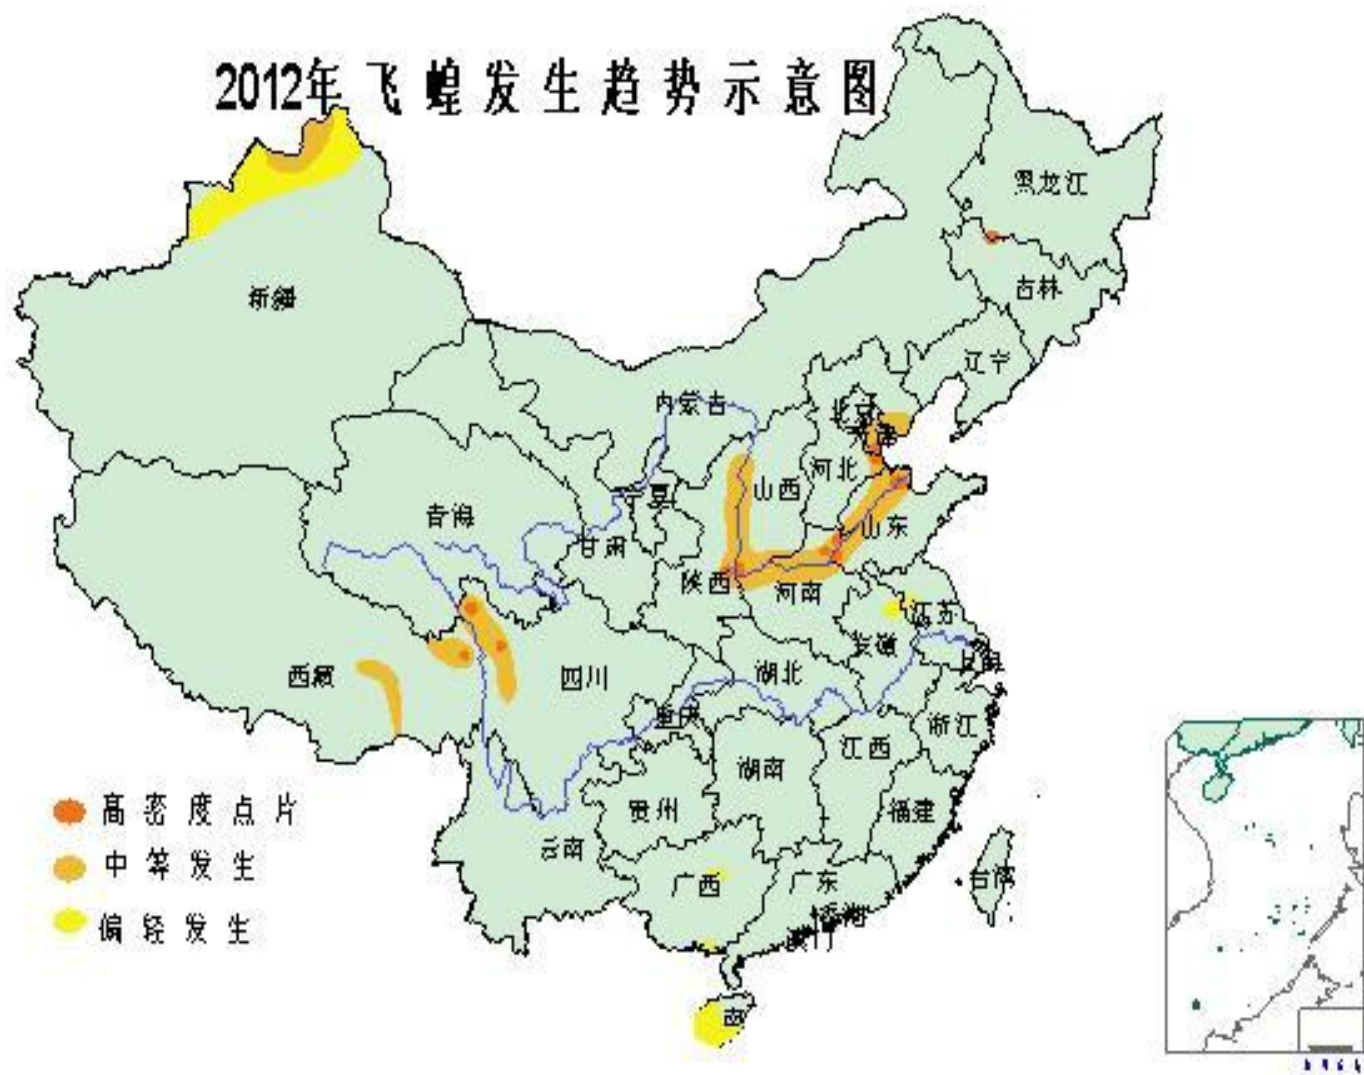 2012年飞蝗发生趋势示意图
黑龙江
吉林
新疆
辽宁
内蒙古
北京
天津
河北
山西
宁夏
青海
山东
甘肃
陕西
河南
江苏
安徽
上海
西藏
四川
湖北
重庆
浙江
江西
湖南
贵州
福建
云南
广西
广东
台湾
香港
澳门
南
高密度点片
中等发生
偏轻发生